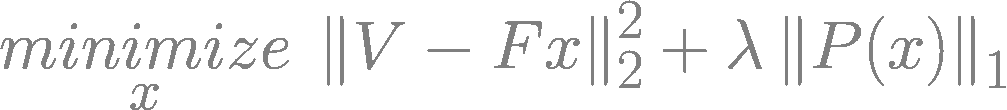 minimize ‖V − Fx‖₂² + λ ‖P(x)‖₁
x